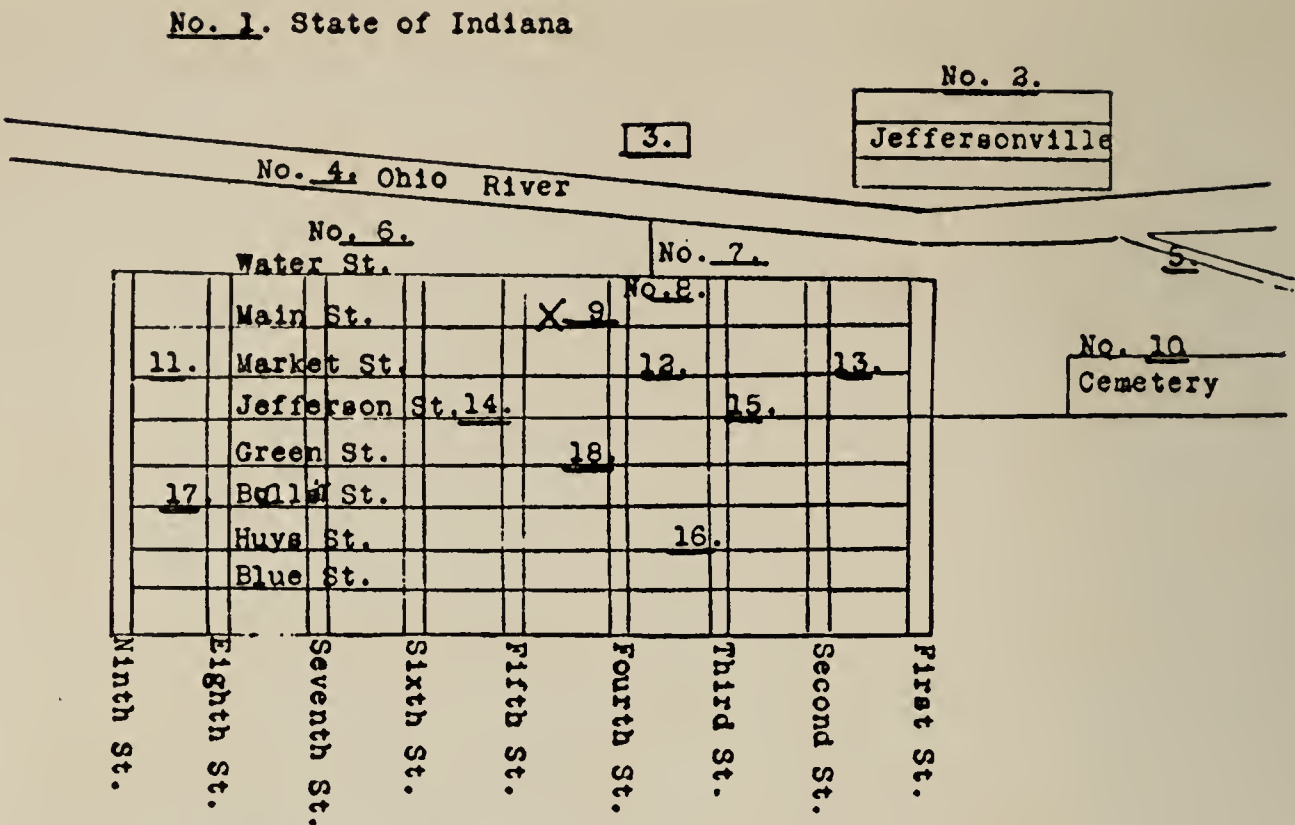 No. 1. State of Indiana
No. 2.
Jeffersonville
3.
No. 4. Ohio River
5.
No. 6.
No. 7.
Water St.
No. 8.
Main St.
X 9
11. Market St. 12. 13.
No. 10
Cemetery
Jefferson St. 14. 15.
Green St. 18.
17. St.
Huys St. 16.
Blue St.
Ninth St.
Eighth St.
Seventh St.
Sixth St.
Fifth St.
Fourth St.
Third St.
Second St.
First St.